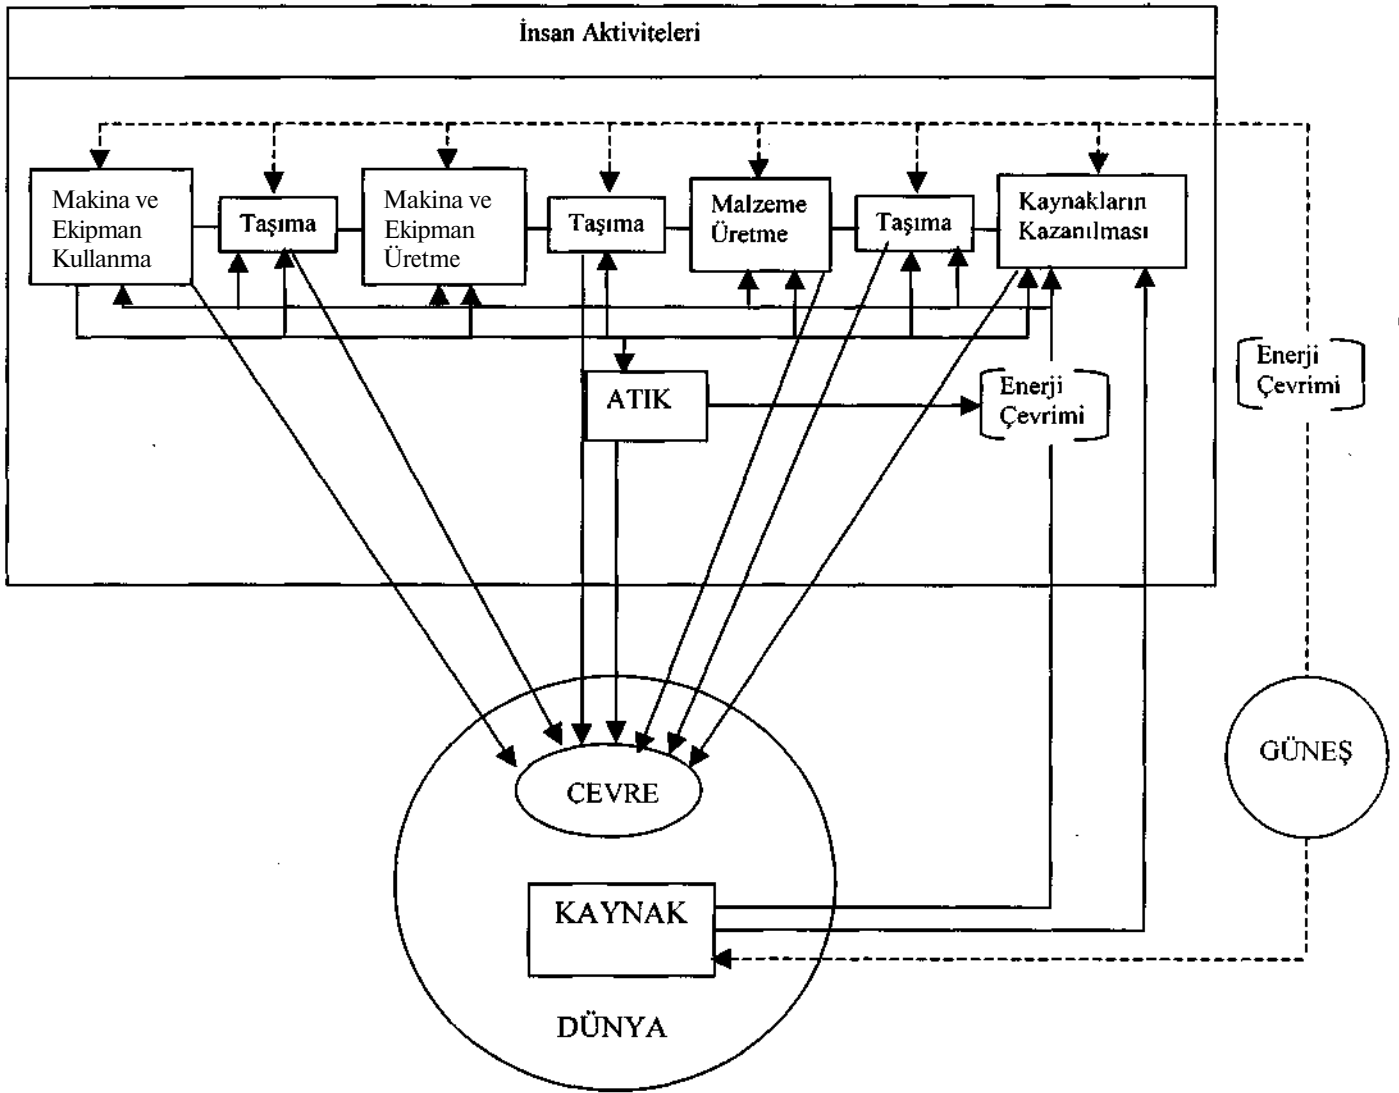 İnsan Aktiviteleri
Makina ve
Ekipman
Kullanma
Taşıma
Makina ve
Ekipman
Üretme
Taşıma
Malzeme
Üretme
Taşıma
Kaynakların
Kazanılması
ATIK
Enerji
Çevrimi
Enerji
Çevrimi
GÜNEŞ
ÇEVRE
KAYNAK
DÜNYA